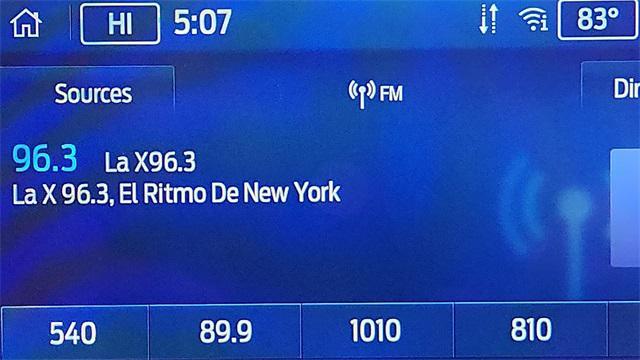 HI 5:07 83°
Sources FM
96.3 La X96.3
La X 96.3, El Ritmo De New York
540 89.9 1010 810